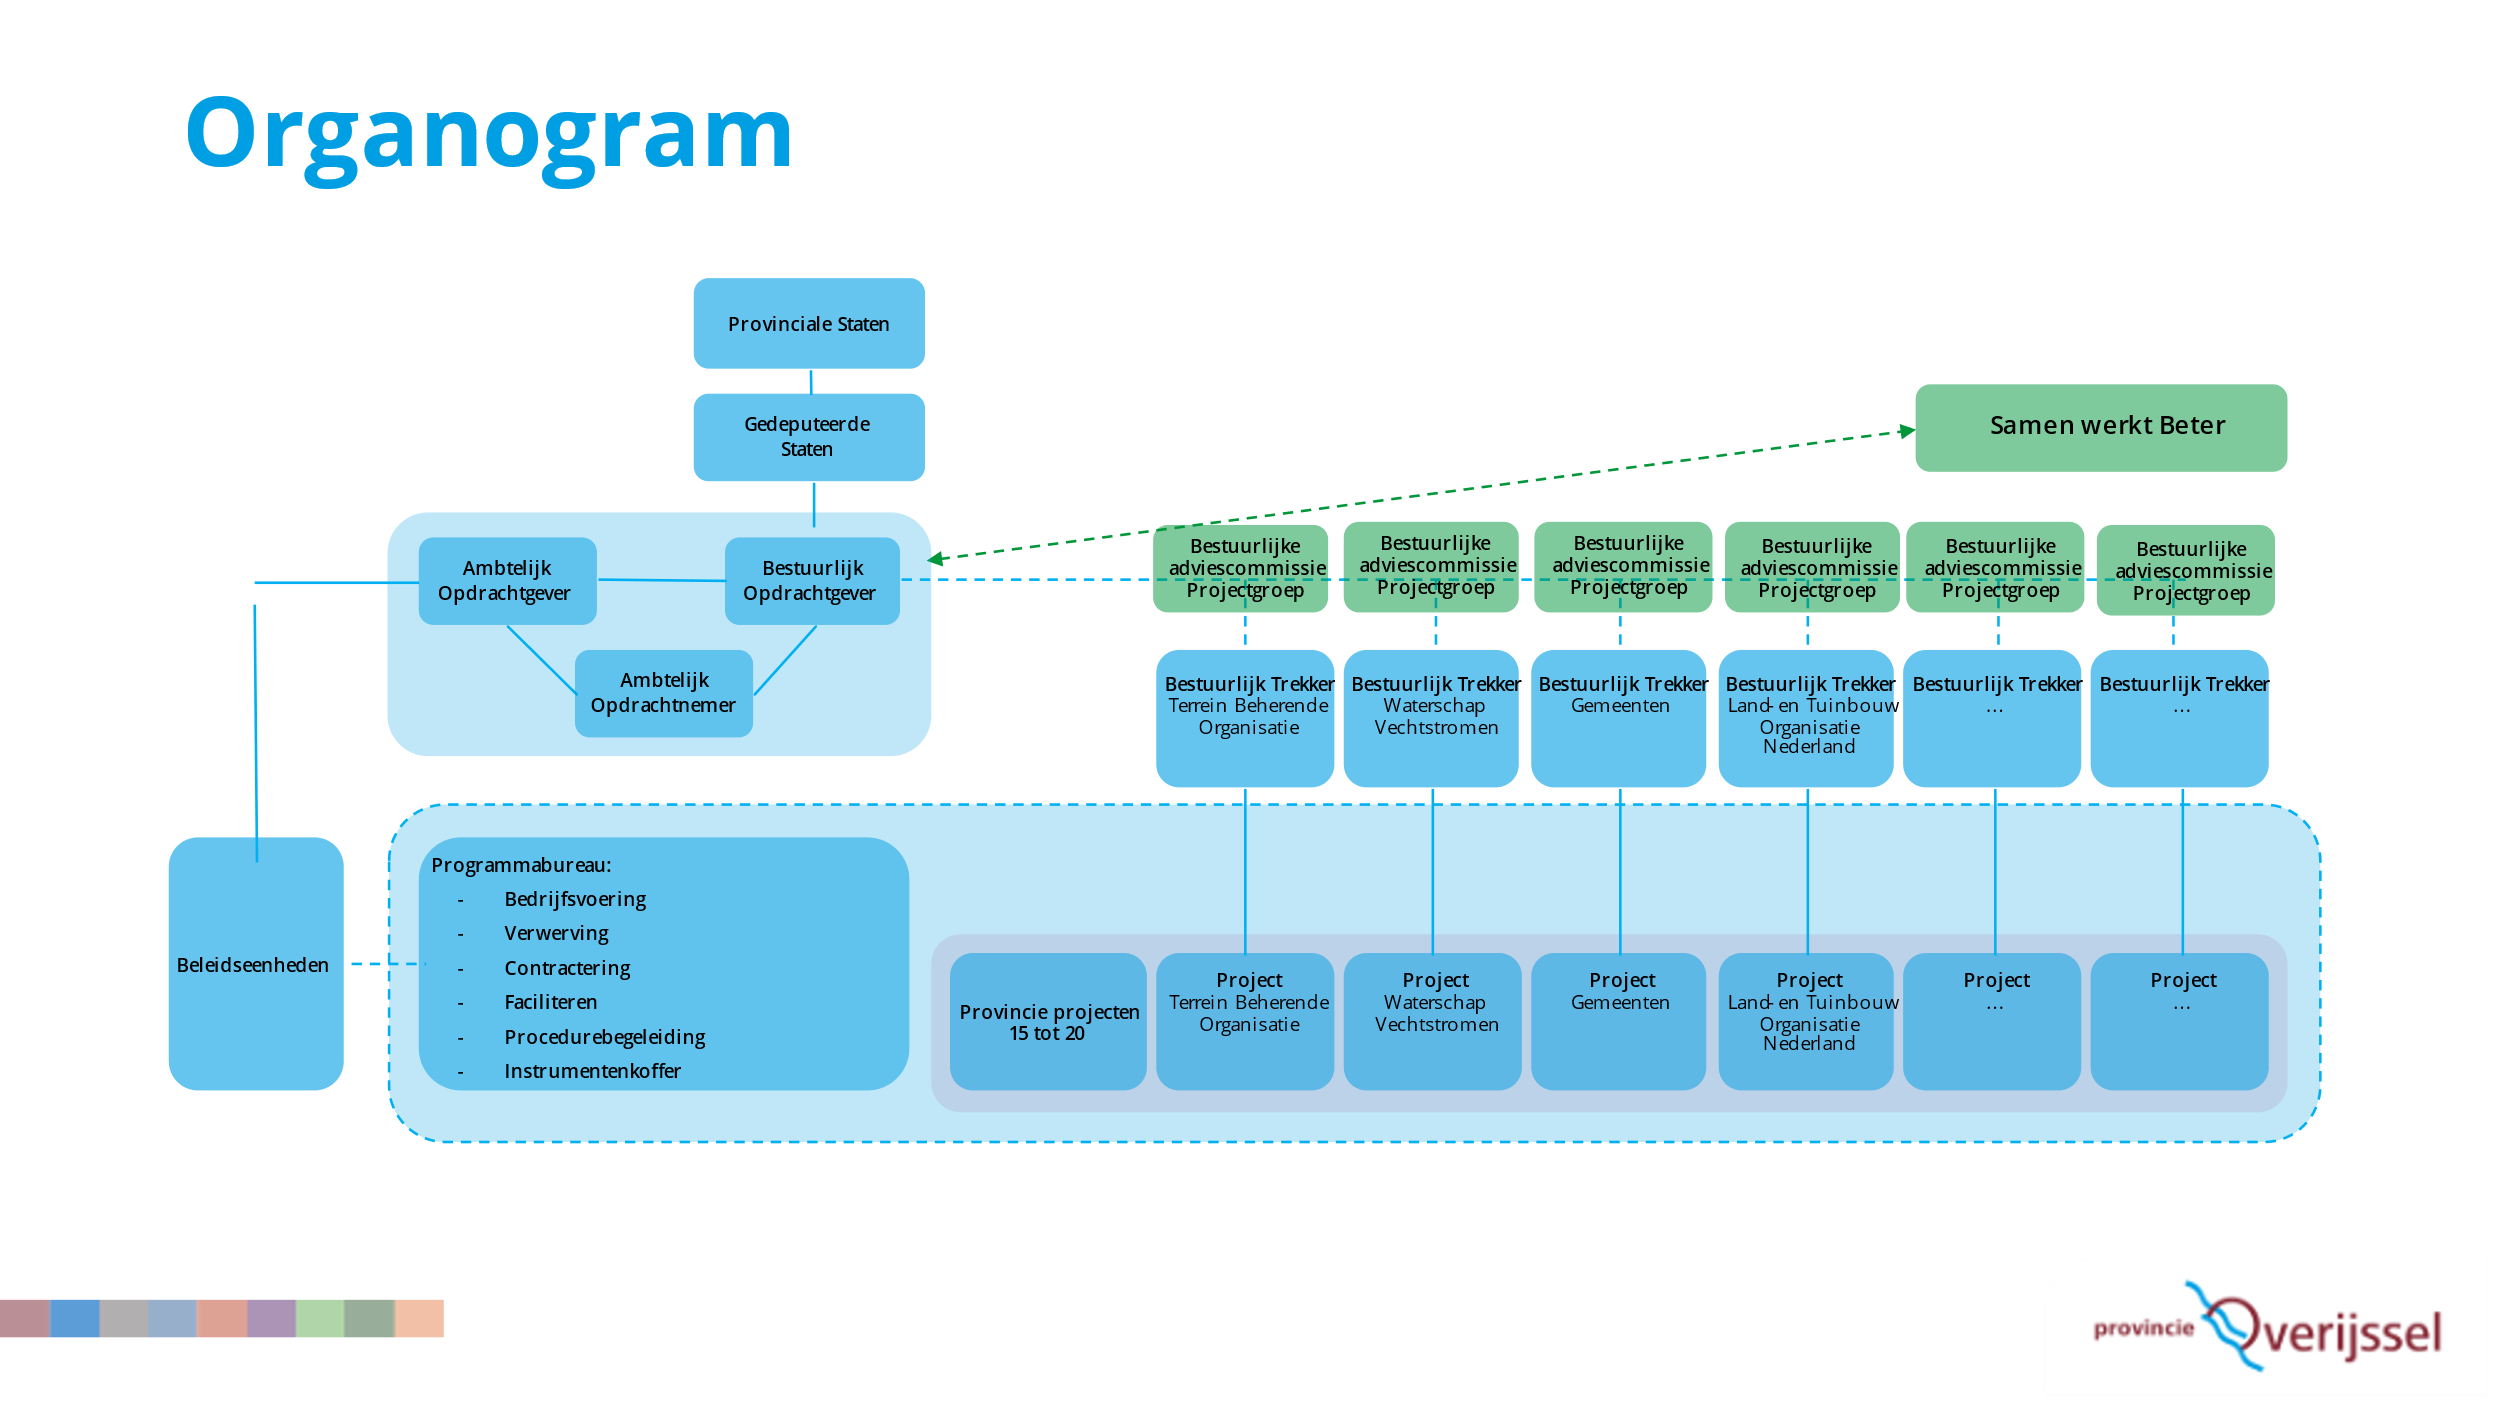 Organogram
Provinciale Staten
Gedeputeerde
Staten
Samen werkt Beter
Ambtelijk
Opdrachtgever
Bestuurlijk
Opdrachtgever
Ambtelijk
Opdrachtnemer
Bestuurlijke
adviescommissie
Projectgroep
Bestuurlijke
adviescommissie
Projectgroep
Bestuurlijke
adviescommissie
Projectgroep
Bestuurlijke
adviescommissie
Projectgroep
Bestuurlijke
adviescommissie
Projectgroep
Bestuurlijke
adviescommissie
Projectgroep
Bestuurlijk Trekker
Terrein Beherende
Organisatie
Bestuurlijk Trekker
Waterschap
Vechtstromen
Bestuurlijk Trekker
Gemeenten
Bestuurlijk Trekker
Land- en Tuinbouw
Organisatie
Nederland
Bestuurlijk Trekker
...
Bestuurlijk Trekker
...
Beleidseenheden
Programmabureau:
- Bedrijfsvoering
- Verwerving
- Contractering
- Faciliteren
- Procedurebegeleiding
- Instrumentenkoffer
Provincie projecten
15 tot 20
Project
Terrein Beherende
Organisatie
Project
Waterschap
Vechtstromen
Project
Gemeenten
Project
Land- en Tuinbouw
Organisatie
Nederland
Project
...
Project
...
provincie Overijssel